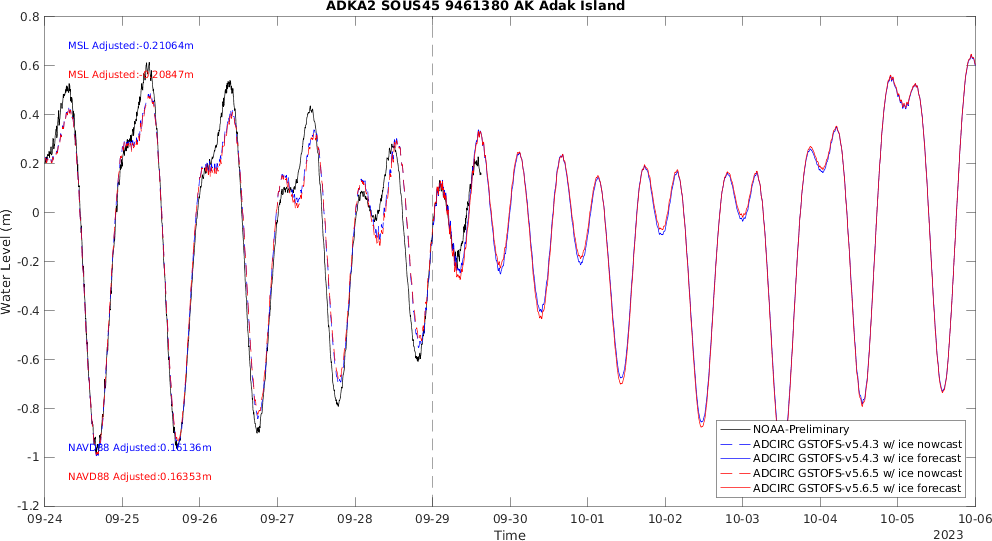 ADKA2 SOUS45 9461380 AK Adak Island
MSL Adjusted:-0.21064m
MSL Adjusted:-0.20847m
NAVD88 Adjusted:0.16136m
NAVD88 Adjusted:0.16353m
Water Level (m)
0.8
0.6
0.4
0.2
0
-0.2
-0.4
-0.6
-0.8
-1
-1.2
NOAA-Preliminary
ADCIRC GSTOFS-v5.4.3 w/ ice nowcast
ADCIRC GSTOFS-v5.4.3 w/ ice forecast
ADCIRC GSTOFS-v5.6.5 w/ ice nowcast
ADCIRC GSTOFS-v5.6.5 w/ ice forecast
09-24 09-25 09-26 09-27 09-28 09-29 09-30 10-01 10-02 10-03 10-04 10-05 10-06
Time
2023